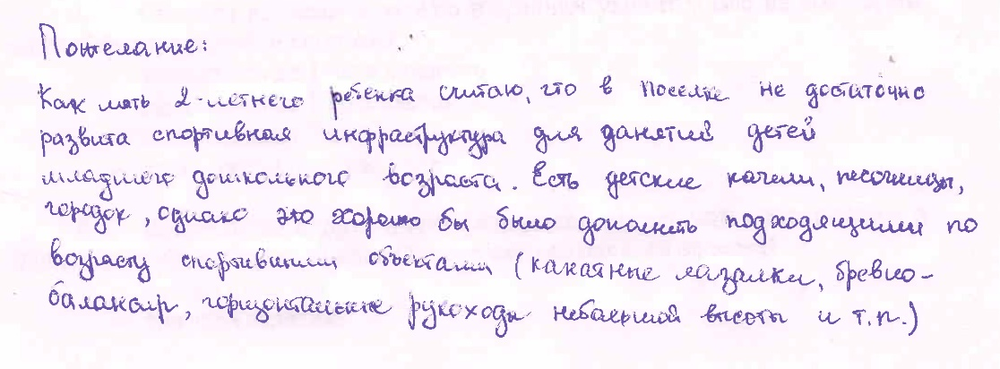 Пожелание:
Как мать 2-летнего ребенка считаю, что в поселке не достаточно
развита спортивная инфраструктура для занятий детей
младшего дошкольного возраста. Есть детские качели, песочницы,
городок, однако это хорошо бы было дополнить подходящими по
возрасту спортивными объектами (канатные лазалки, бревно-
балансир, горизонтальные рукоходы небольшой высоты и т.п.)